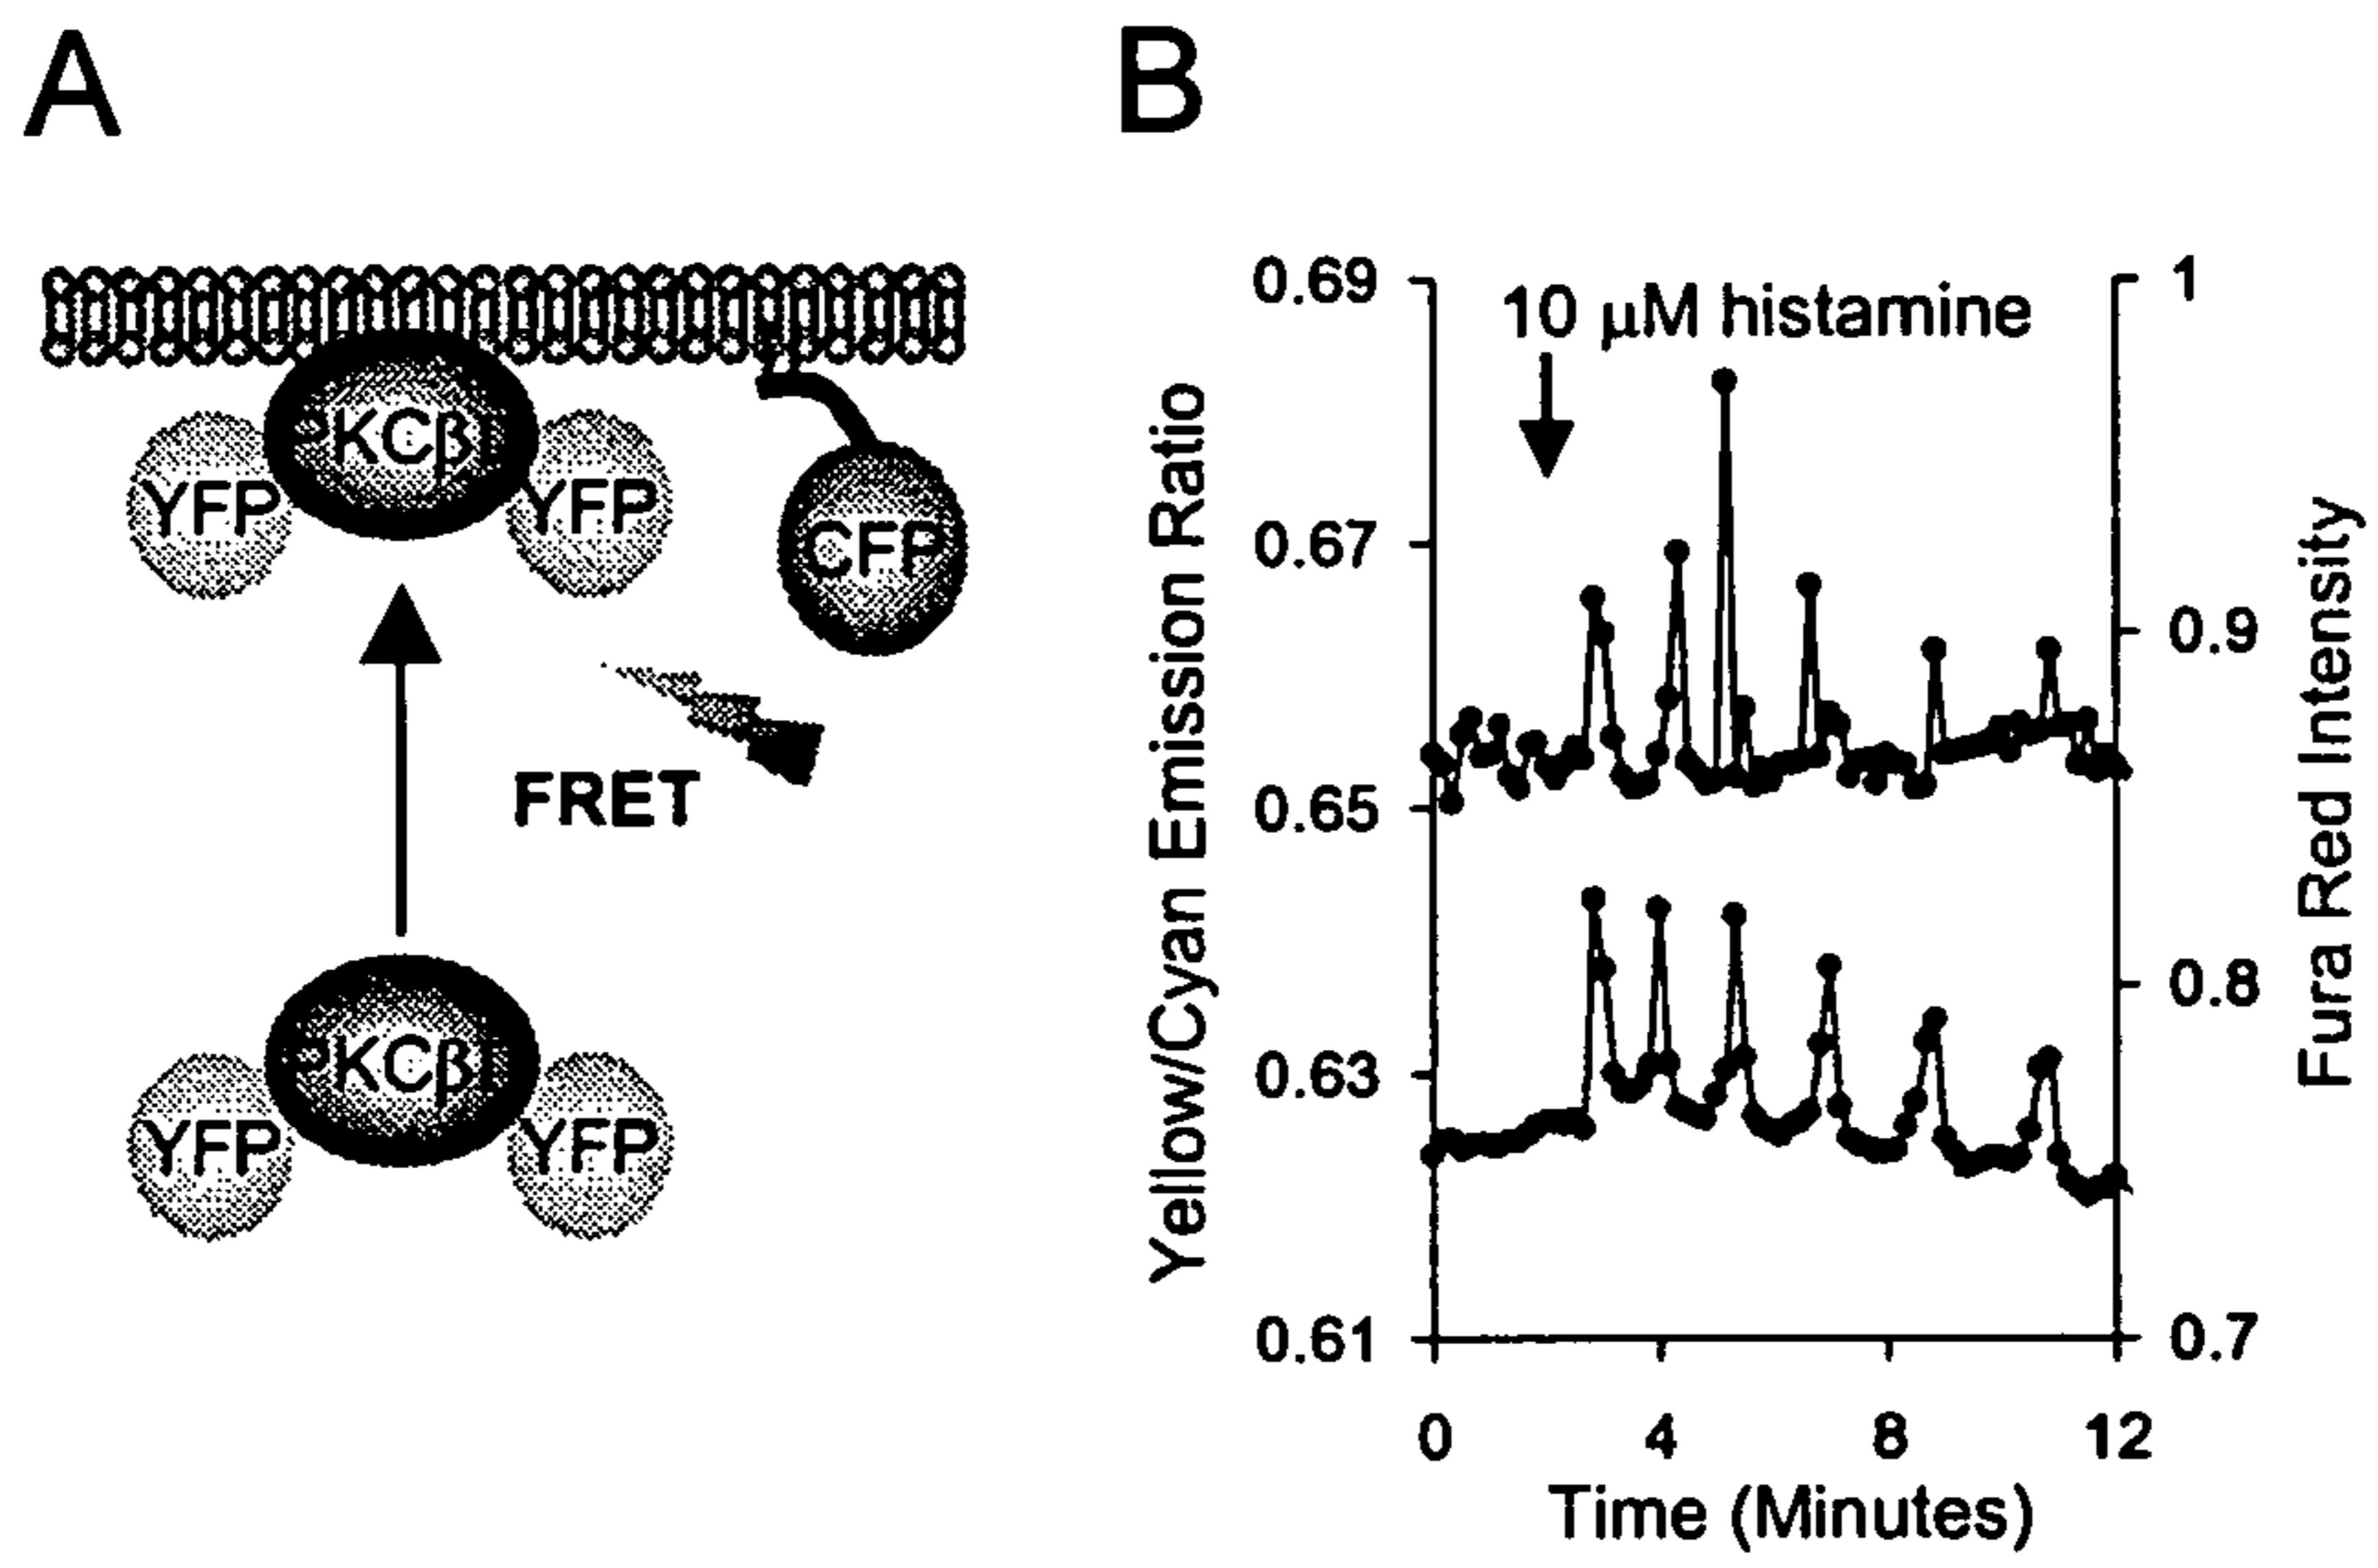 A
PKCβ
YFP
YFP
CFP
FRET
PKCβ
YFP
YFP
B
Yellow/Cyan Emission Ratio
0.69
0.67
0.65
0.63
0.61
10 μM histamine
1
0.9
0.8
0.7
Fura Red Intensity
0
4
8
12
Time (Minutes)